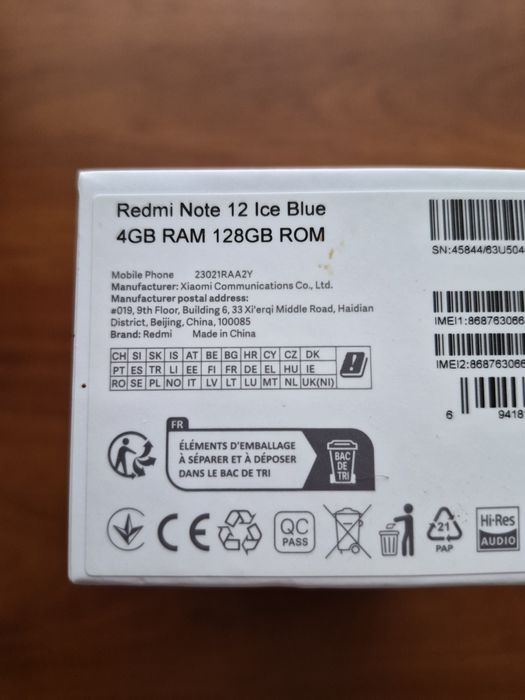 Redmi Note 12 Ice Blue
4GB RAM 128GB ROM
SN:45844/63U504
Mobile Phone 23021RAA2Y
Manufacturer: Xiaomi Communications Co., Ltd.
Manufacturer postal address:
#019, 9th Floor, Building 6, 33 Xi'erqi Middle Road, Haidian
District, Beijing, China, 100085
Brand: Redmi Made in China
IMEI1:868763066
IMEI2:868763066
CH SI SK IS AT BE BG HR CY CZ DK
PT ES TR LI EE FI FR DE EL HU IE
RO SE PL NO IT LV LT LU MT NL UK(NI)
6 9418
FR
ÉLÉMENTS D'EMBALLAGE
À SÉPARER ET À DÉPOSER
DANS LE BAC DE TRI
BAC
DE
TRI
CE
QC
PASS
21
PAP
Hi-Res
AUDIO